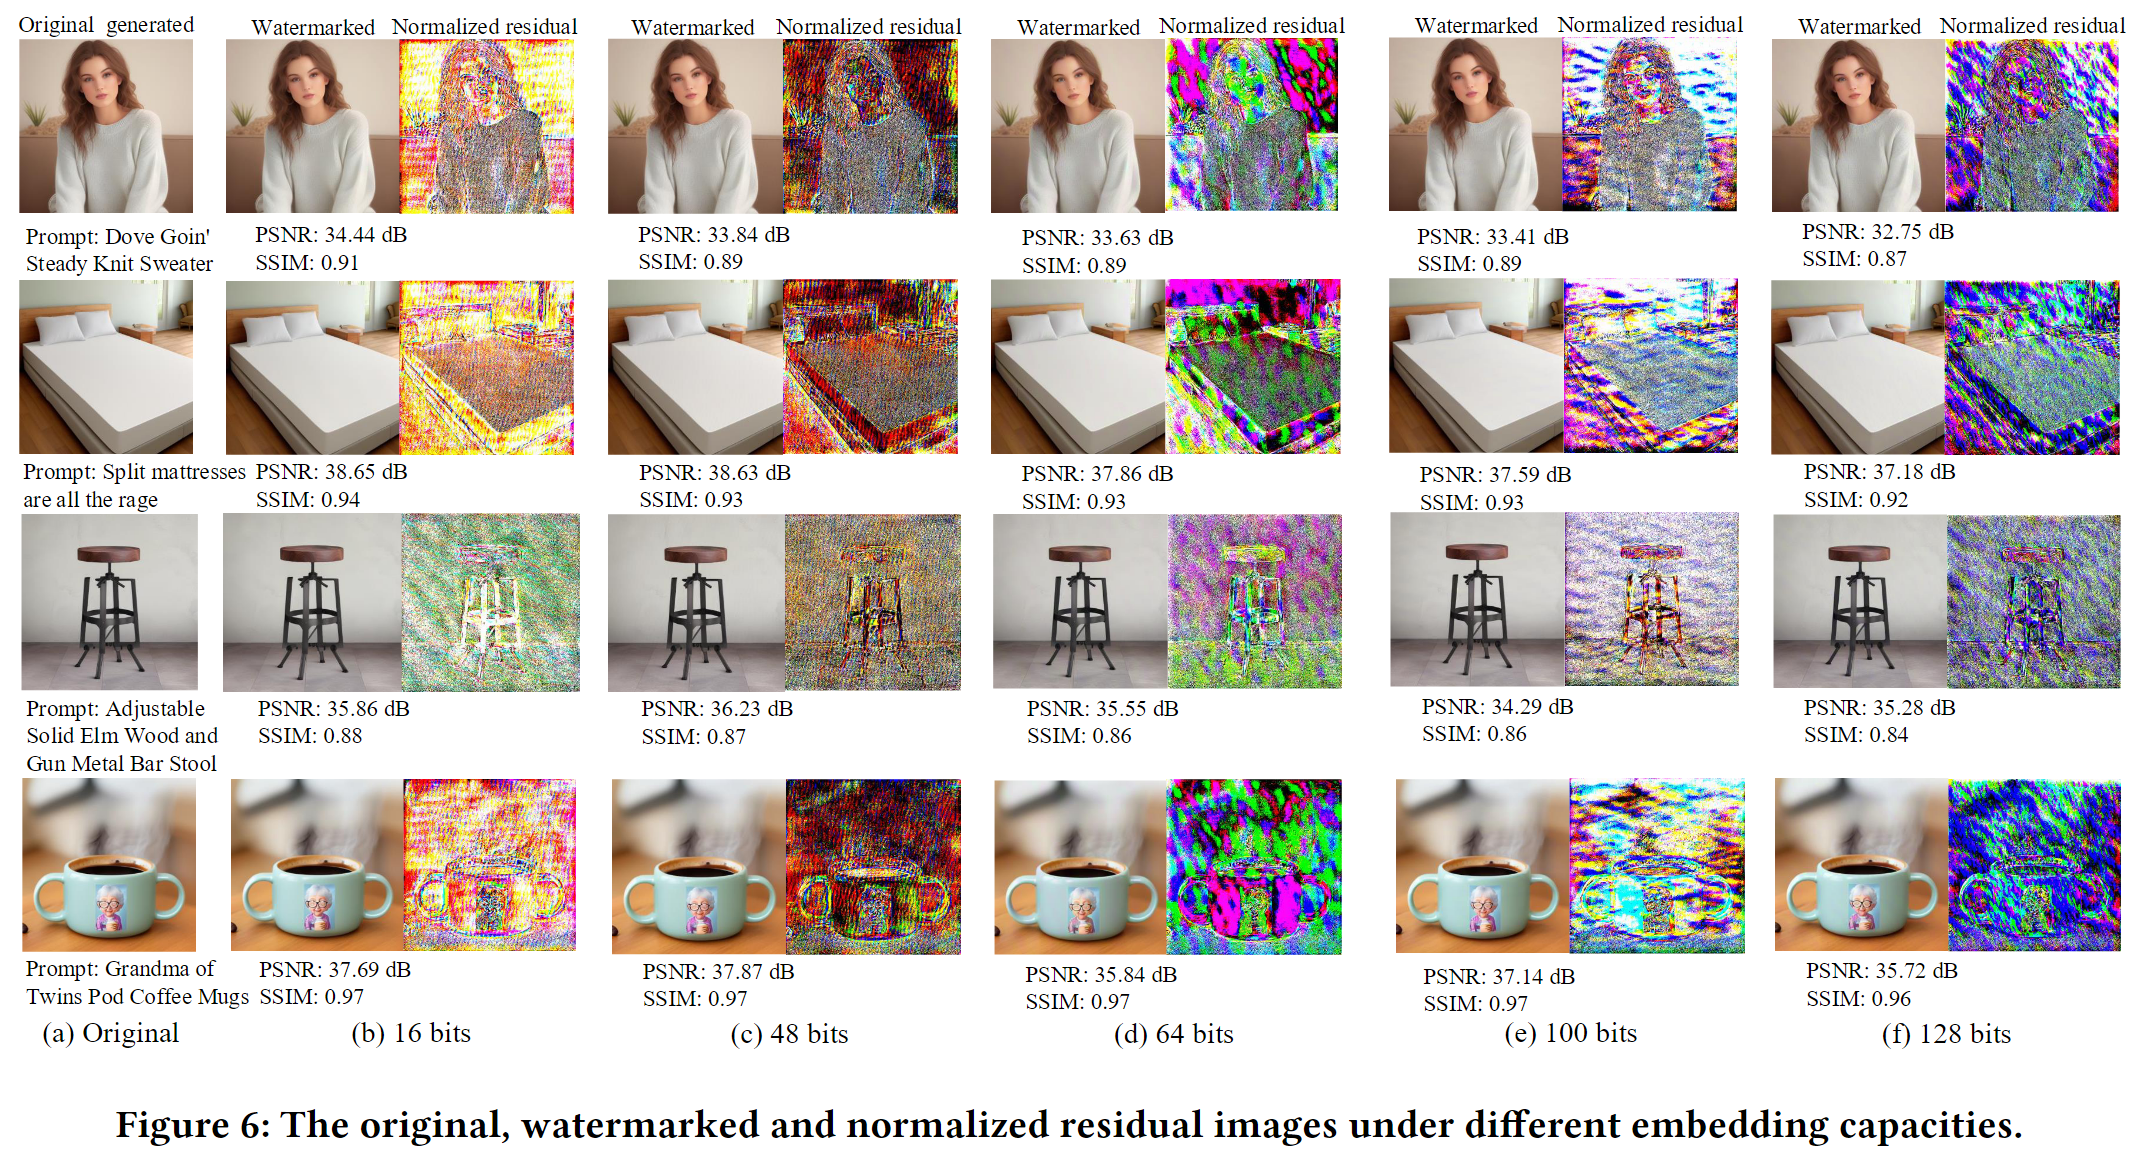 Original generated
Watermarked Normalized residual
Watermarked Normalized residual
Watermarked Normalized residual
Watermarked Normalized residual
Watermarked Normalized residual
Prompt: Dove Goin'
Steady Knit Sweater
PSNR: 34.44 dB
SSIM: 0.91
PSNR: 33.84 dB
SSIM: 0.89
PSNR: 33.63 dB
SSIM: 0.89
PSNR: 33.41 dB
SSIM: 0.89
PSNR: 32.75 dB
SSIM: 0.87
Prompt: Split mattresses
are all the rage
PSNR: 38.65 dB
SSIM: 0.94
PSNR: 38.63 dB
SSIM: 0.93
PSNR: 37.86 dB
SSIM: 0.93
PSNR: 37.59 dB
SSIM: 0.93
PSNR: 37.18 dB
SSIM: 0.92
Prompt: Adjustable
Solid Elm Wood and
Gun Metal Bar Stool
PSNR: 35.86 dB
SSIM: 0.88
PSNR: 36.23 dB
SSIM: 0.87
PSNR: 35.55 dB
SSIM: 0.86
PSNR: 34.29 dB
SSIM: 0.86
PSNR: 35.28 dB
SSIM: 0.84
Prompt: Grandma of
Twins Pod Coffee Mugs
PSNR: 37.69 dB
SSIM: 0.97
PSNR: 37.87 dB
SSIM: 0.97
PSNR: 35.84 dB
SSIM: 0.97
PSNR: 37.14 dB
SSIM: 0.97
PSNR: 35.72 dB
SSIM: 0.96
(a) Original
(b) 16 bits
(c) 48 bits
(d) 64 bits
(e) 100 bits
(f) 128 bits
Figure 6: The original, watermarked and normalized residual images under different embedding capacities.